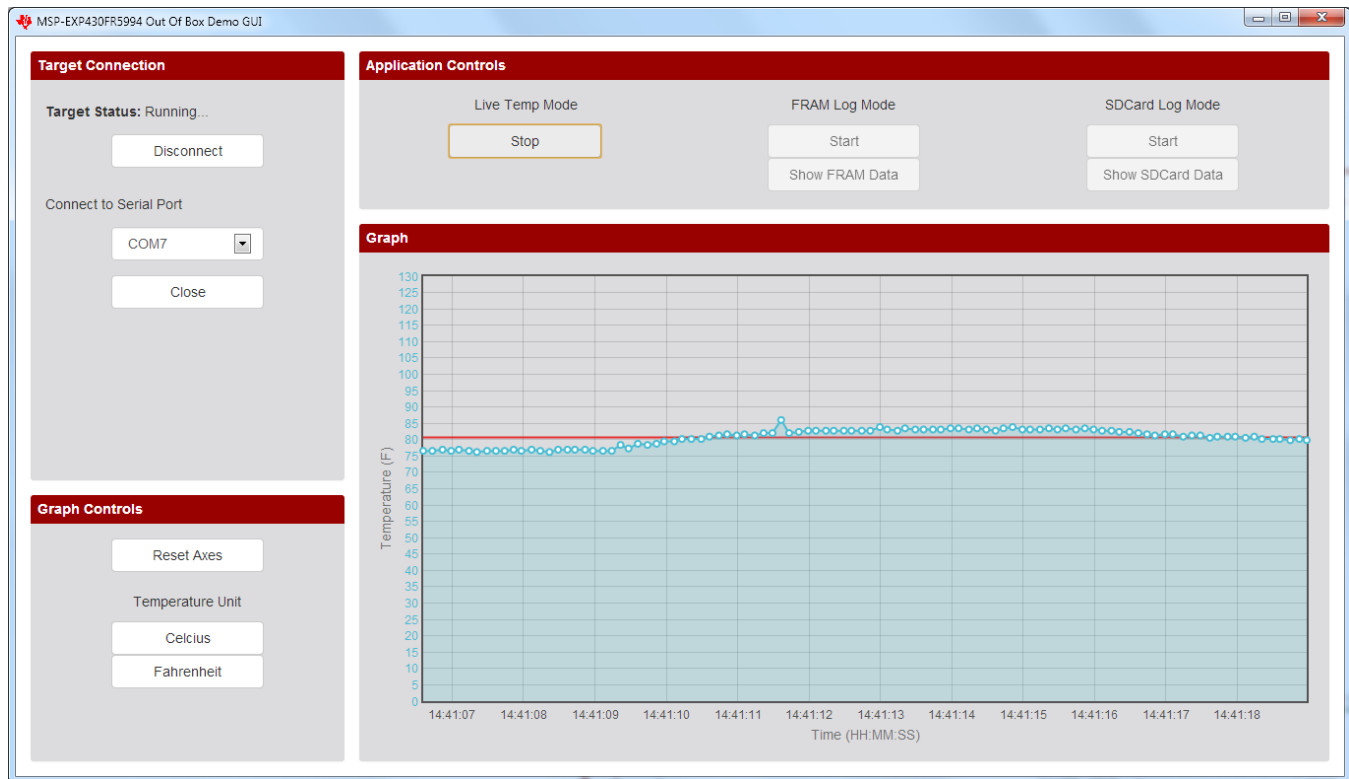 MSP-EXP430FR5994 Out Of Box Demo GUI
Target Connection
Target Status: Running...
Disconnect
Connect to Serial Port
COM7
Close
Graph Controls
Reset Axes
Temperature Unit
Celcius
Fahrenheit
Application Controls
Live Temp Mode
Stop
FRAM Log Mode
Start
Show FRAM Data
SDCard Log Mode
Start
Show SDCard Data
Graph
Temperature (F)
130
125
120
115
110
105
100
95
90
85
80
75
70
65
60
55
50
45
40
35
30
25
20
15
10
5
0
14:41:07 14:41:08 14:41:09 14:41:10 14:41:11 14:41:12 14:41:13 14:41:14 14:41:15 14:41:16 14:41:17 14:41:18
Time (HH:MM:SS)